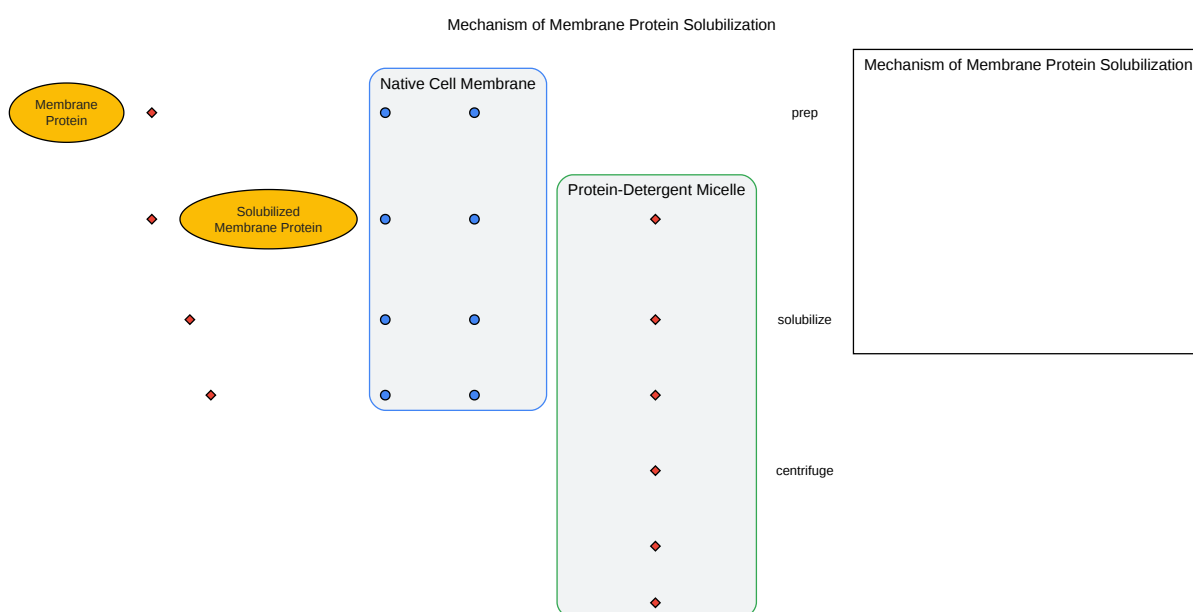 Mechanism of Membrane Protein Solubilization
Mechanism of Membrane Protein Solubilization
Native Cell Membrane
Membrane
Protein
prep
Protein-Detergent Micelle
Solubilized
Membrane Protein
solubilize
centrifuge